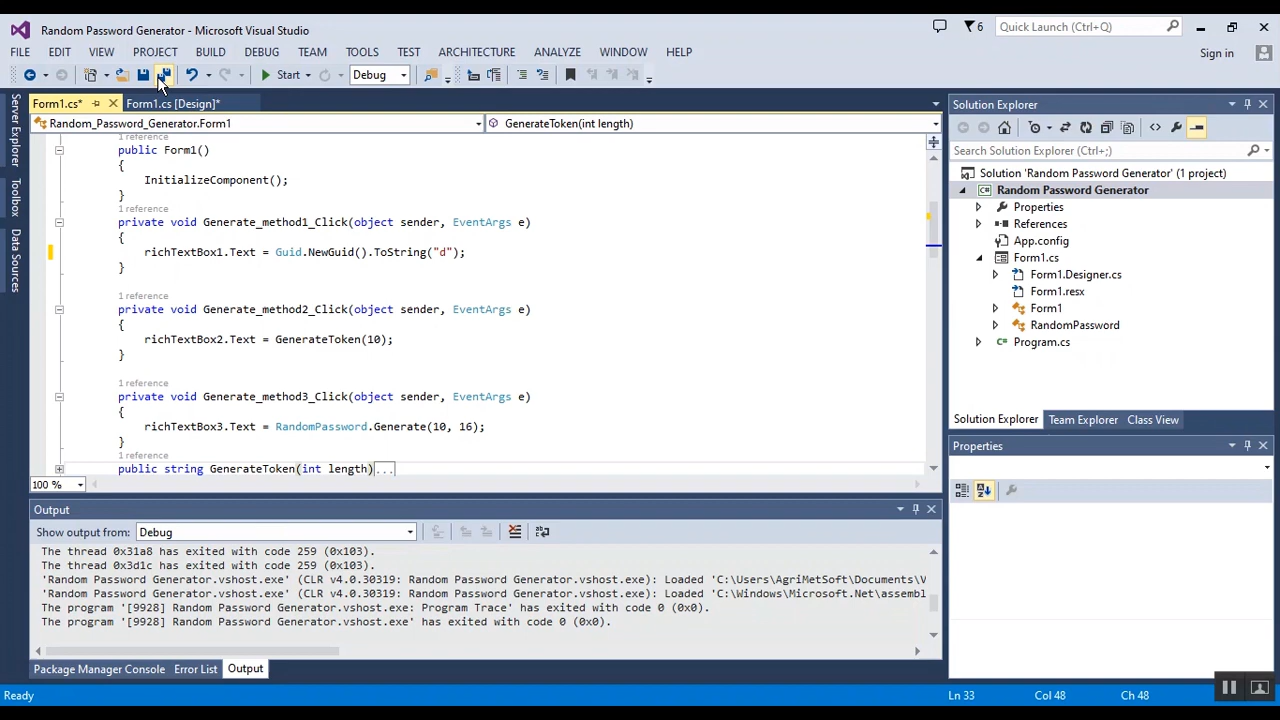 Random Password Generator - Microsoft Visual Studio
6
Quick Launch (Ctrl+Q)
FILE EDIT VIEW PROJECT BUILD DEBUG TEAM TOOLS TEST ARCHITECTURE ANALYZE WINDOW HELP
Sign in
Start
Debug
Form1.cs*
Form1.cs [Design]*
Random_Password_Generator.Form1
GenerateToken(int length)
1 reference
public Form1()
{
InitializeComponent();
}
1 reference
private void Generate_method1_Click(object sender, EventArgs e)
{
richTextBox1.Text = Guid.NewGuid().ToString("d");
}
1 reference
private void Generate_method2_Click(object sender, EventArgs e)
{
richTextBox2.Text = GenerateToken(10);
}
1 reference
private void Generate_method3_Click(object sender, EventArgs e)
{
richTextBox3.Text = RandomPassword.Generate(10, 16);
}
1 reference
public string GenerateToken(int length)...
100 %
Server Explorer
Toolbox
Data Sources
Output
Show output from: Debug
The thread 0x31a8 has exited with code 259 (0x103).
The thread 0x3d1c has exited with code 259 (0x103).
'Random Password Generator.vshost.exe' (CLR v4.0.30319: Random Password Generator.vshost.exe): Loaded 'C:\Users\AgriMetSoft\Documents\V
'Random Password Generator.vshost.exe' (CLR v4.0.30319: Random Password Generator.vshost.exe): Loaded 'C:\Windows\Microsoft.Net\assembl
The program '[9928] Random Password Generator.vshost.exe: Program Trace' has exited with code 0 (0x0).
The program '[9928] Random Password Generator.vshost.exe' has exited with code 0 (0x0).
Package Manager Console Error List Output
Solution Explorer
Search Solution Explorer (Ctrl+;)
Solution 'Random Password Generator' (1 project)
C# Random Password Generator
Properties
References
App.config
Form1.cs
Form1.Designer.cs
Form1.resx
Form1
RandomPassword
Program.cs
Solution Explorer Team Explorer Class View
Properties
Ready
Ln 33
Col 48
Ch 48